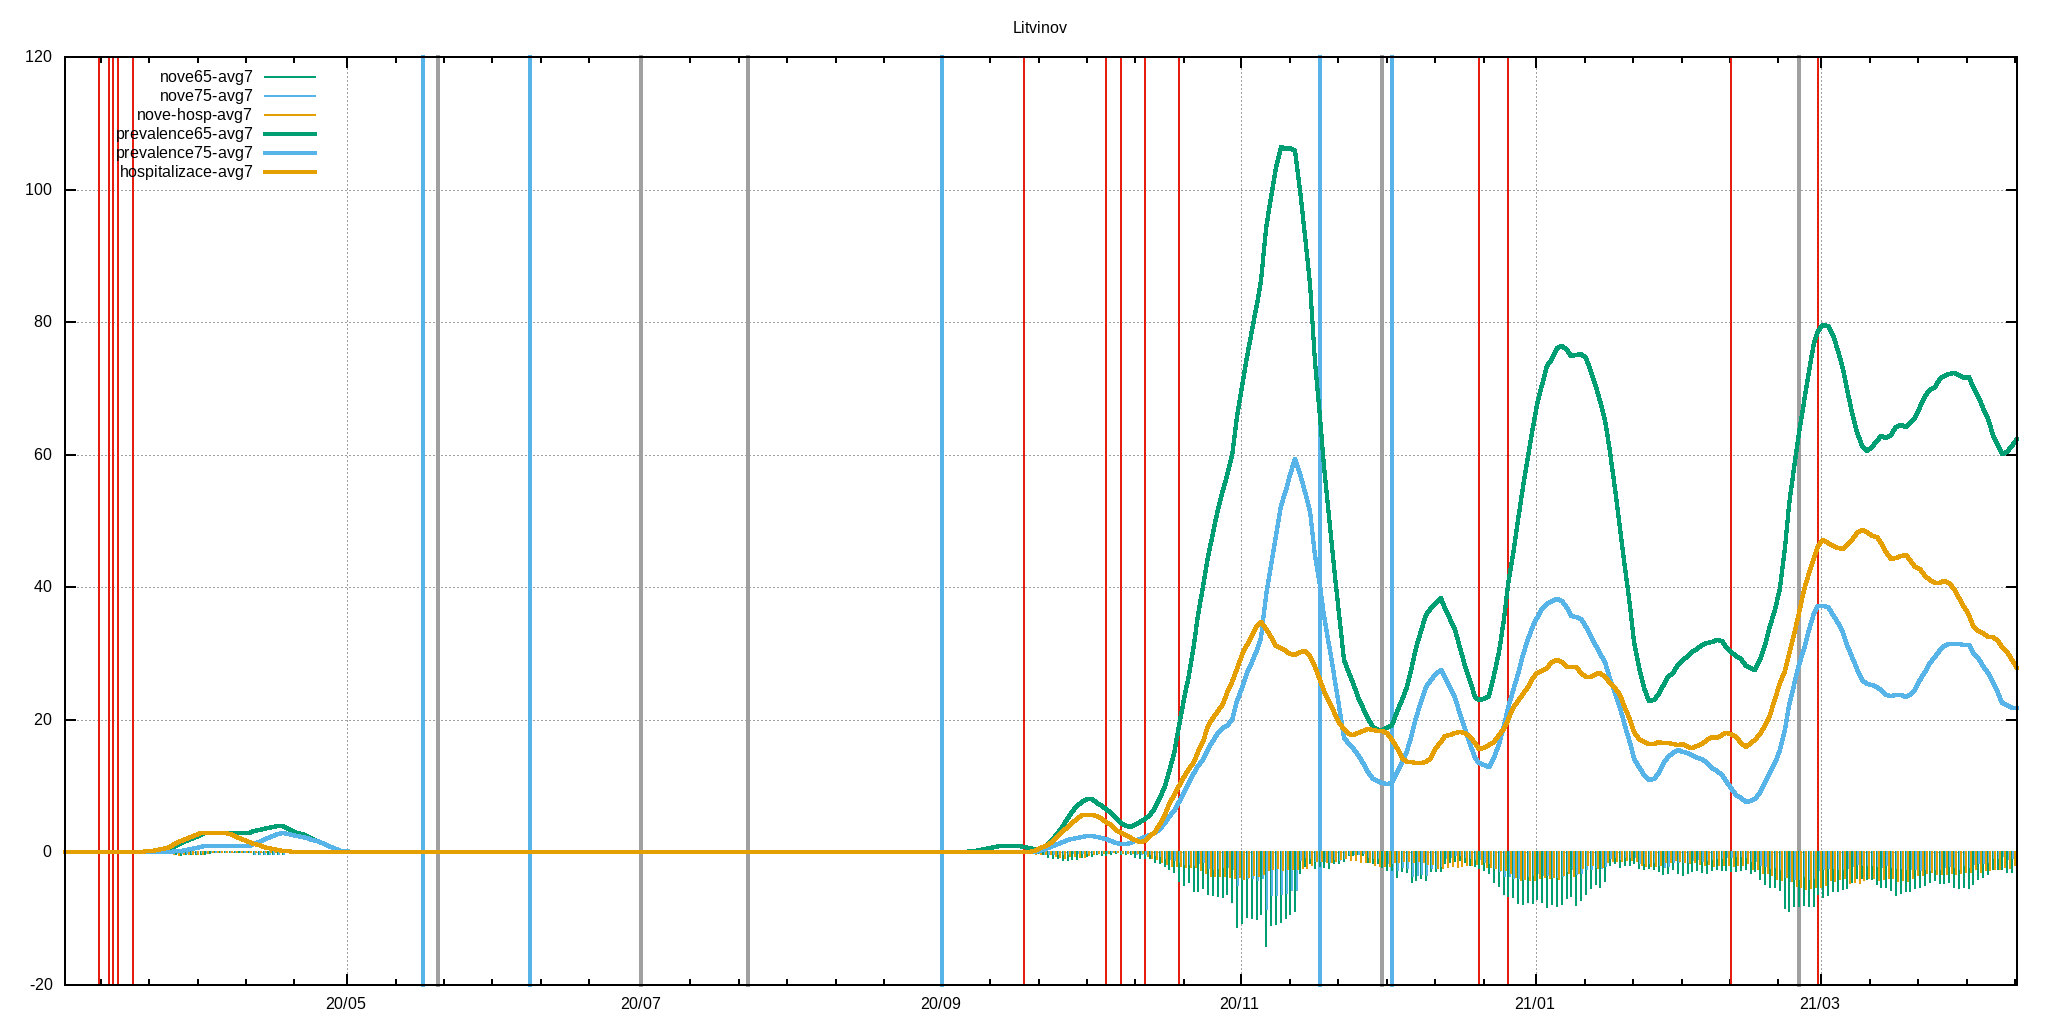 Litvinov
120
nove65-avg7
nove75-avg7
nove-hosp-avg7
prevalence65-avg7
prevalence75-avg7
hospitalizace-avg7
100
80
60
40
20
0
-20
20/05
20/07
20/09
20/11
21/01
21/03